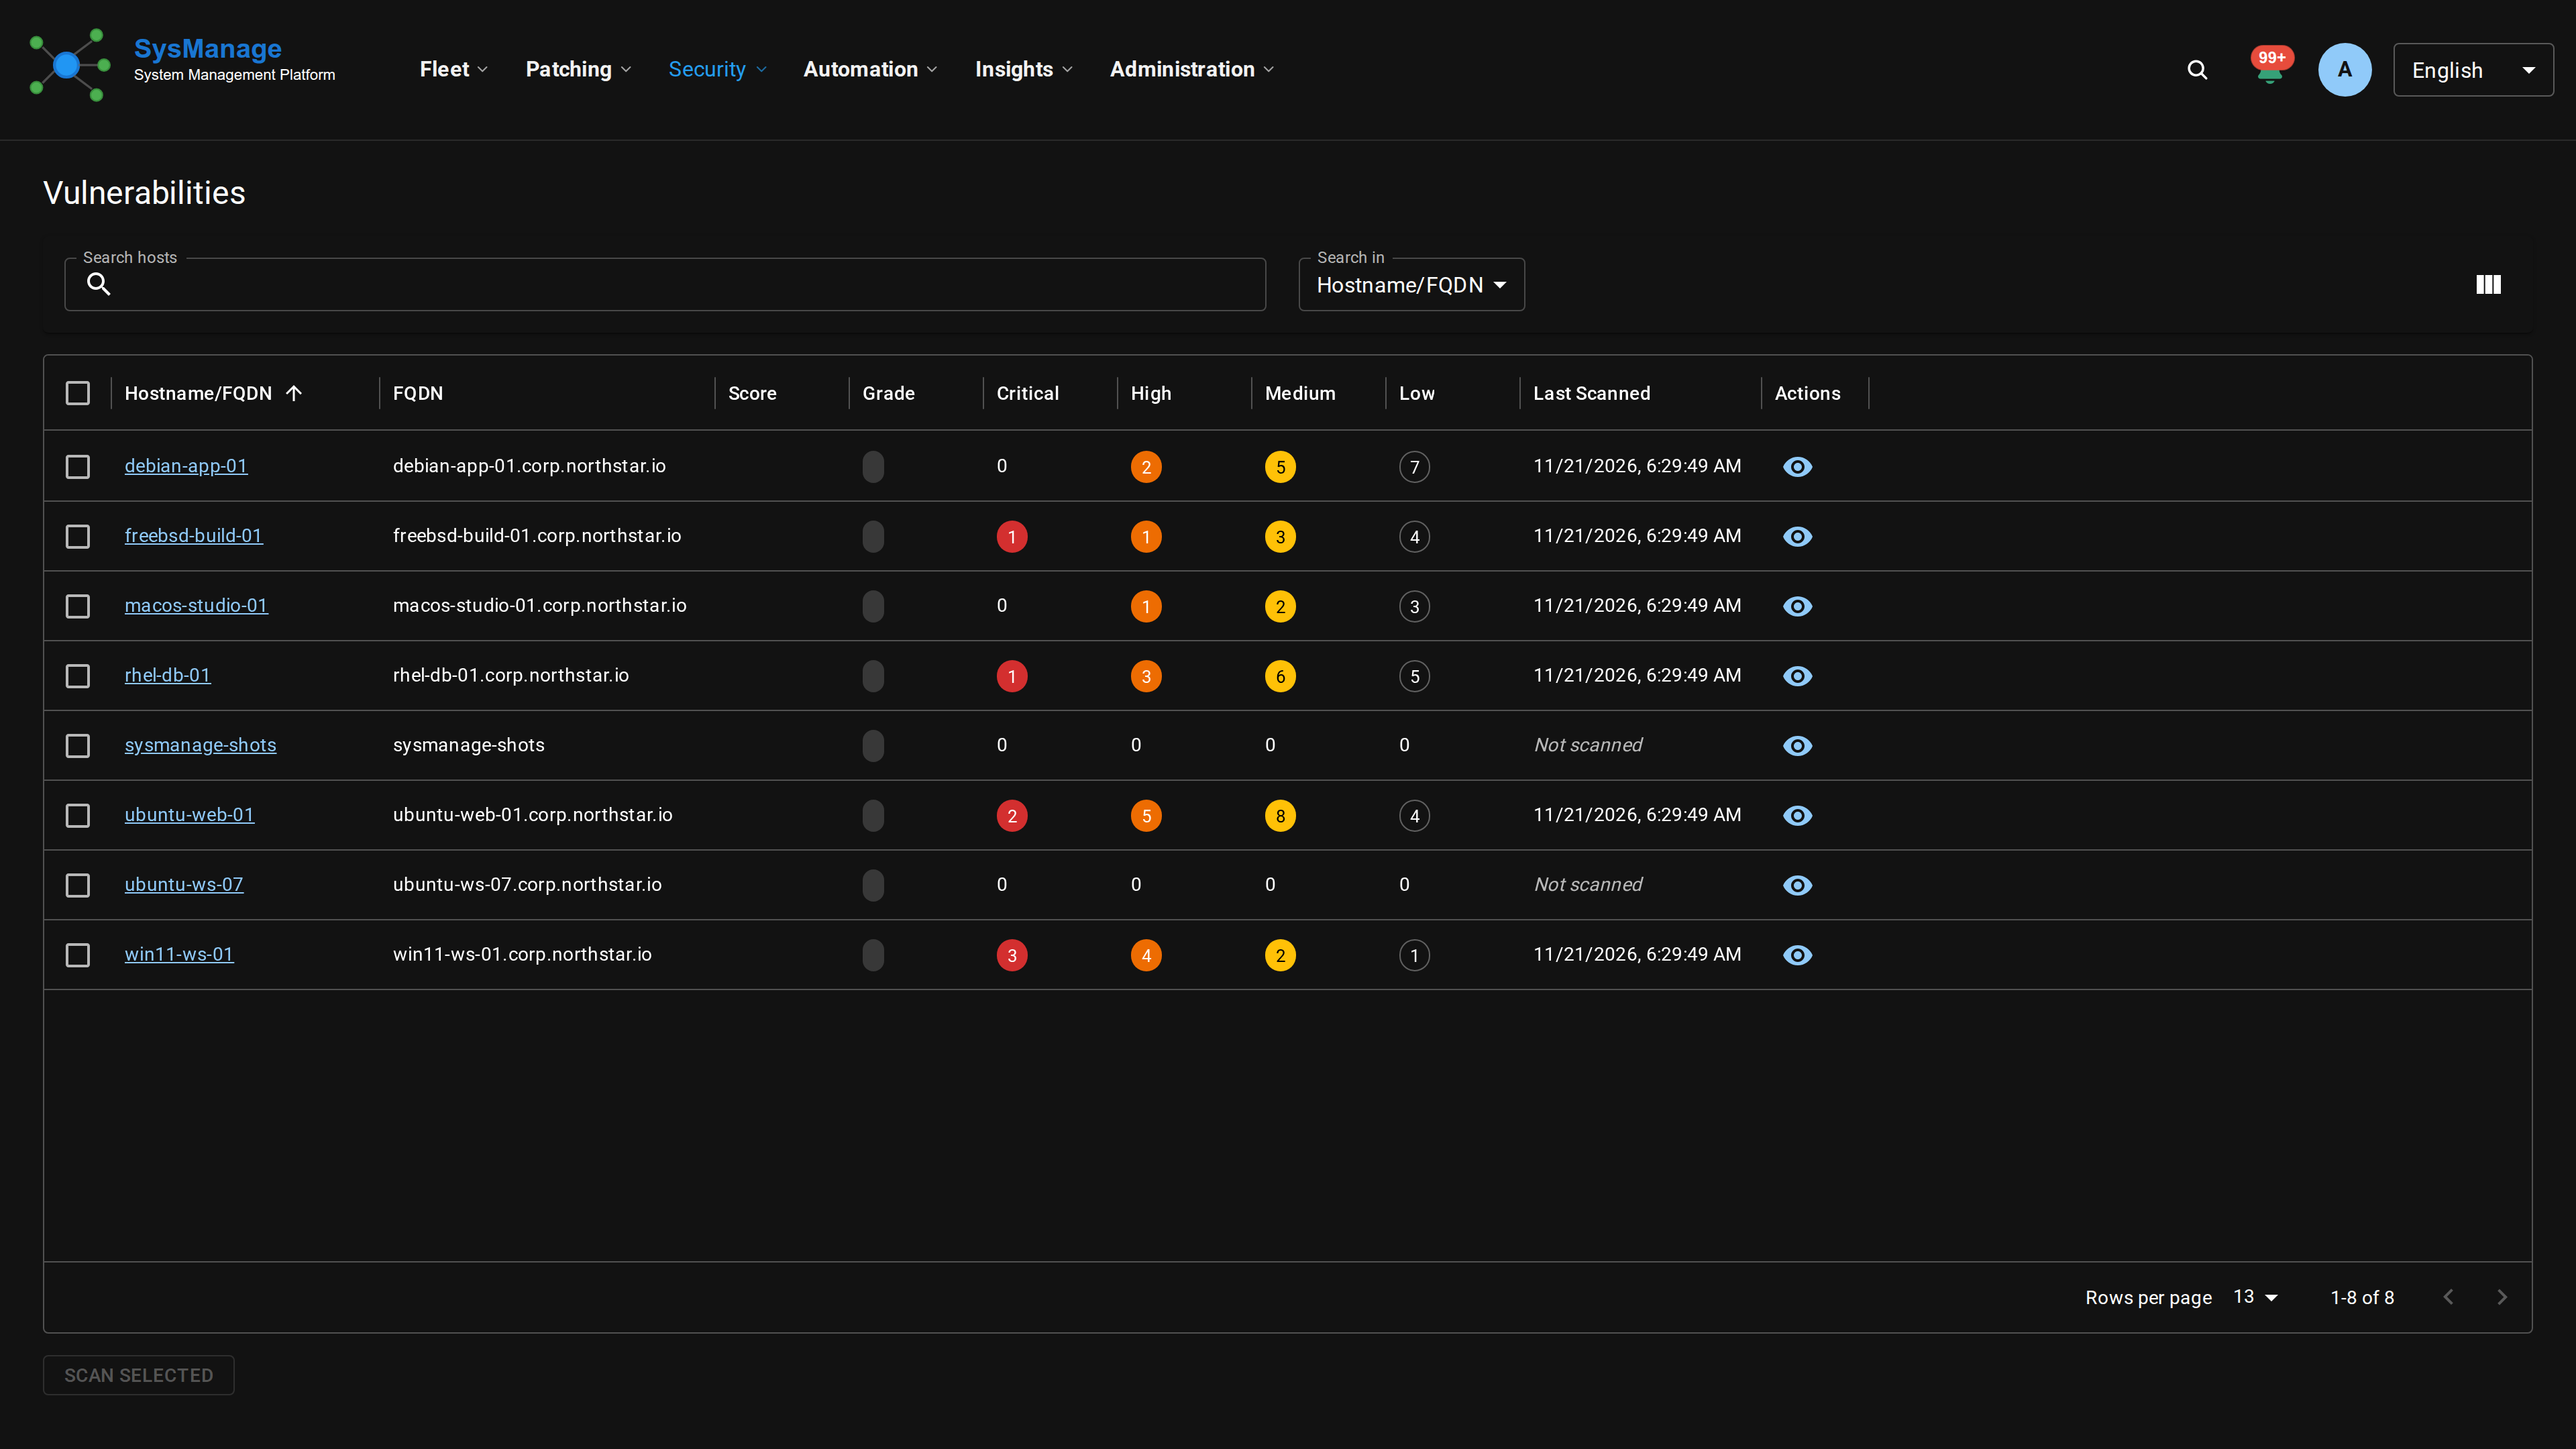 SysManage
System Management Platform
Fleet Patching Security Automation Insights Administration 99+ A English
Vulnerabilities
Search hosts Search in
Hostname/FQDN
Hostname/FQDN FQDN Score Grade Critical High Medium Low Last Scanned Actions
debian-app-01 debian-app-01.corp.northstar.io 0 2 5 7 11/21/2026, 6:29:49 AM
freebsd-build-01 freebsd-build-01.corp.northstar.io 1 1 3 4 11/21/2026, 6:29:49 AM
macos-studio-01 macos-studio-01.corp.northstar.io 0 1 2 3 11/21/2026, 6:29:49 AM
rhel-db-01 rhel-db-01.corp.northstar.io 1 3 6 5 11/21/2026, 6:29:49 AM
sysmanage-shots sysmanage-shots 0 0 0 0 Not scanned
ubuntu-web-01 ubuntu-web-01.corp.northstar.io 2 5 8 4 11/21/2026, 6:29:49 AM
ubuntu-ws-07 ubuntu-ws-07.corp.northstar.io 0 0 0 0 Not scanned
win11-ws-01 win11-ws-01.corp.northstar.io 3 4 2 1 11/21/2026, 6:29:49 AM
Rows per page 13 1-8 of 8
SCAN SELECTED